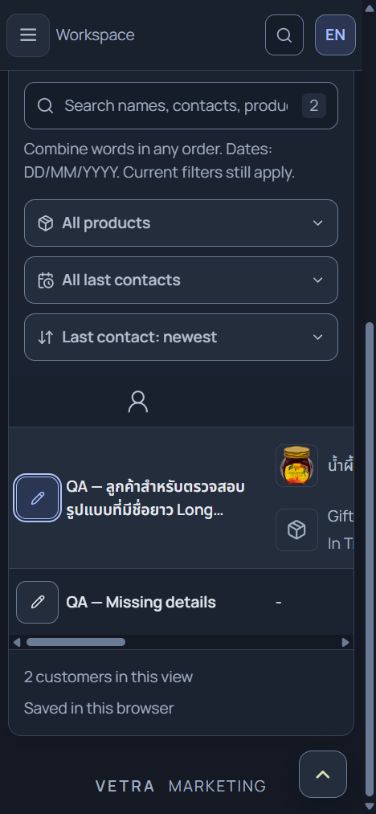 Workspace
EN
Search names, contacts, produ
2
Combine words in any order. Dates:
DD/MM/YYYY. Current filters still apply.
All products
All last contacts
Last contact: newest
QA — ลูกค้าสำหรับตรวจสอบ
รูปแบบที่มีชื่อยาว Long...
น้ำผึ้
Gift
In T
QA — Missing details
-
2 customers in this view
Saved in this browser
VETRA MARKETING